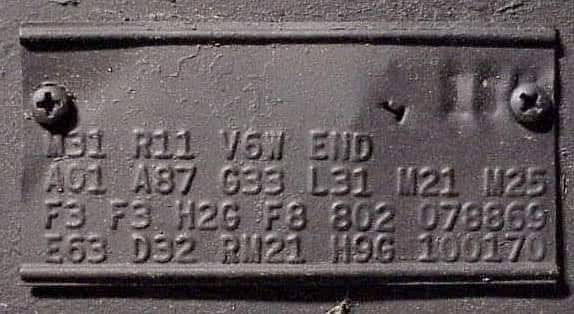 M31 R11 V6W END
A01 A87 G33 L31 M21 M25
F3 F3 H2G F8 802 078869
E63 D32 RM21 H9G 100170